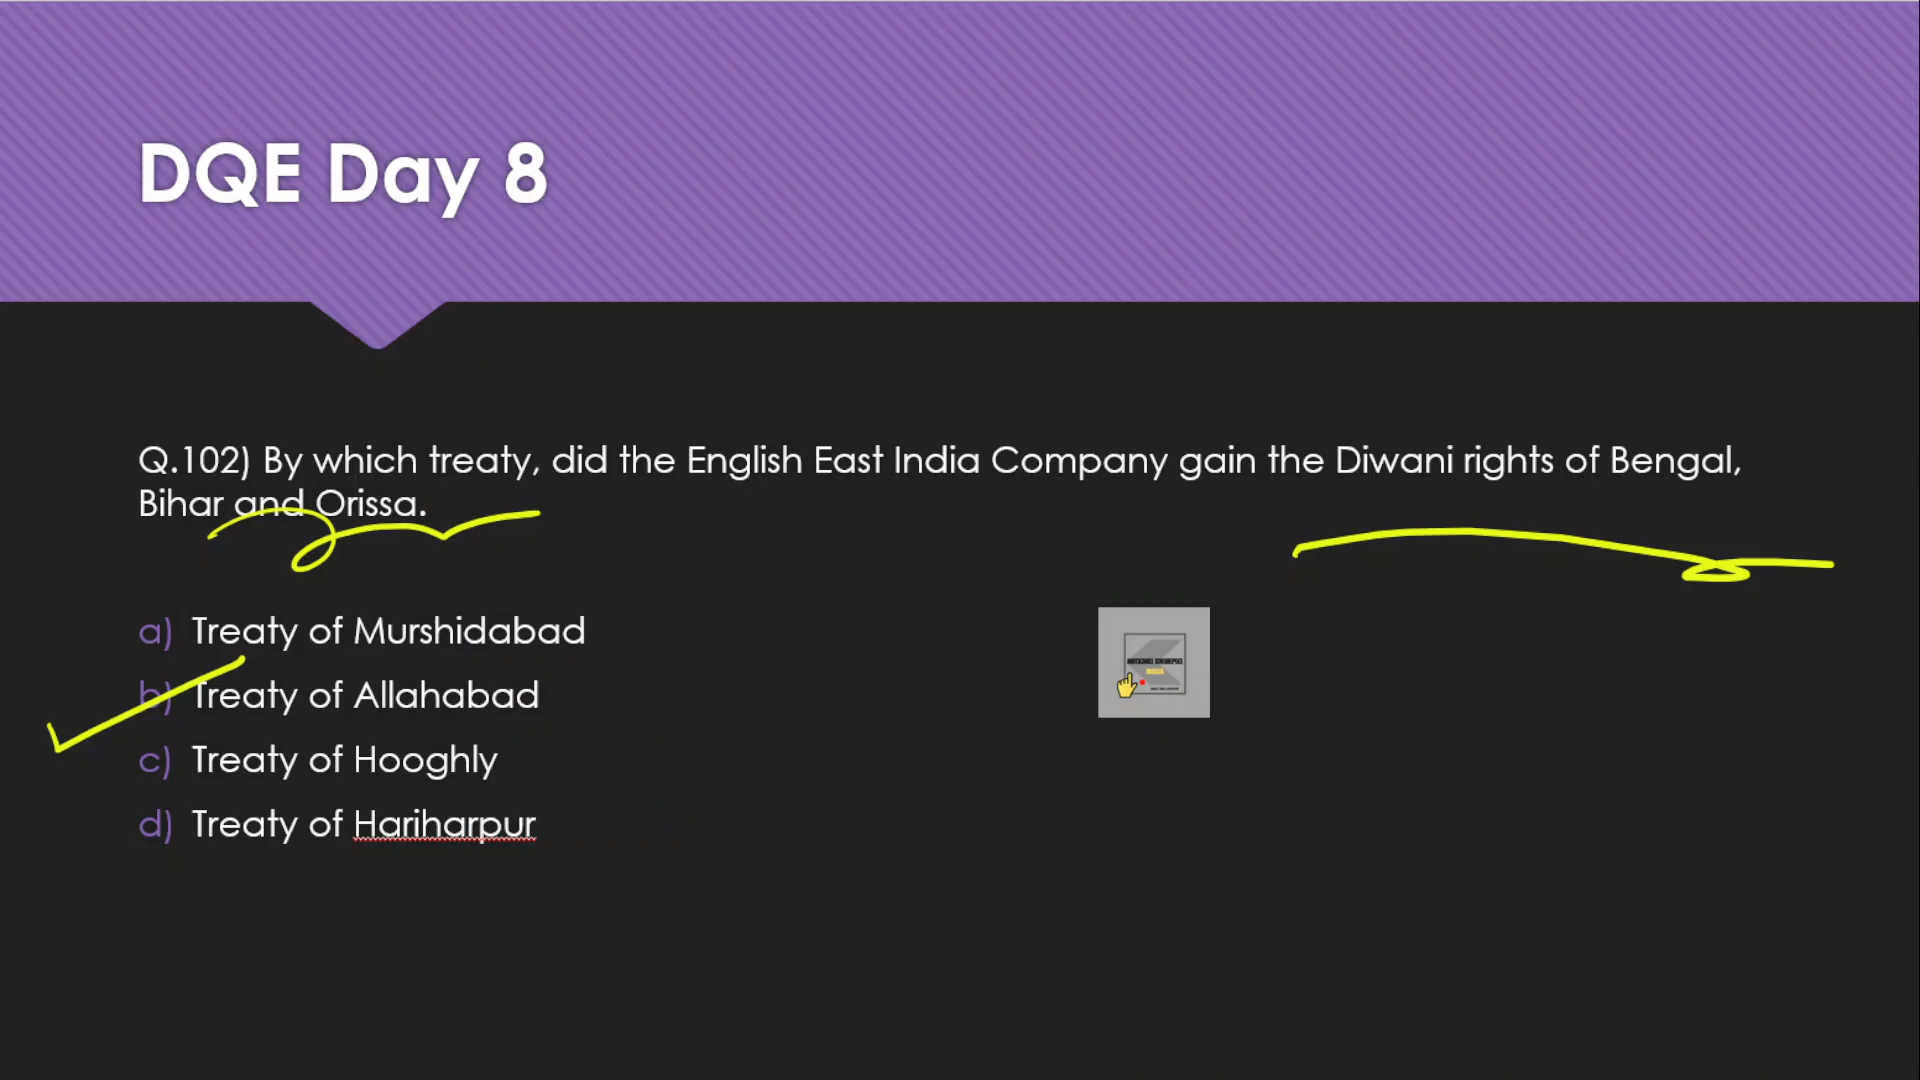 DQE Day 8
Q.102) By which treaty, did the English East India Company gain the Diwani rights of Bengal,
Bihar and Orissa.
a) Treaty of Murshidabad
b) Treaty of Allahabad
c) Treaty of Hooghly
d) Treaty of Hariharpur